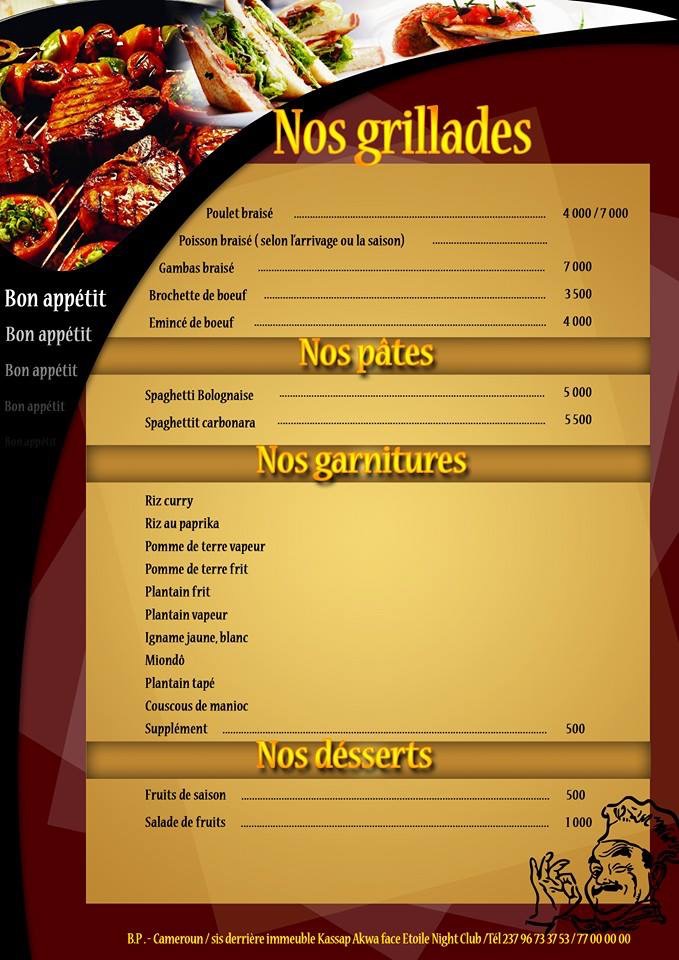 Nos grillades
Poulet braisé ........ 4 000 / 7 000
Poisson braisé ( selon l'arrivage ou la saison) ........
Gambas braisé ........ 7 000
Brochette de boeuf ........ 3 500
Emincé de boeuf ........ 4 000
Bon appétit
Bon appétit
Bon appétit
Bon appétit
Bon appétit
Nos pâtes
Spaghetti Bolognaise ........ 5 000
Spaghettit carbonara ........ 5 500
Nos garnitures
Riz curry
Riz au paprika
Pomme de terre vapeur
Pomme de terre frit
Plantain frit
Plantain vapeur
Igname jaune, blanc
Miondô
Plantain tapé
Couscous de manioc
Supplément ........ 500
Nos désserts
Fruits de saison ........ 500
Salade de fruits ........ 1 000
B.P . - Cameroun / sis derrière immeuble Kassap Akwa face Etoile Night Club /Tél 237 96 73 37 53 / 77 00 00 00